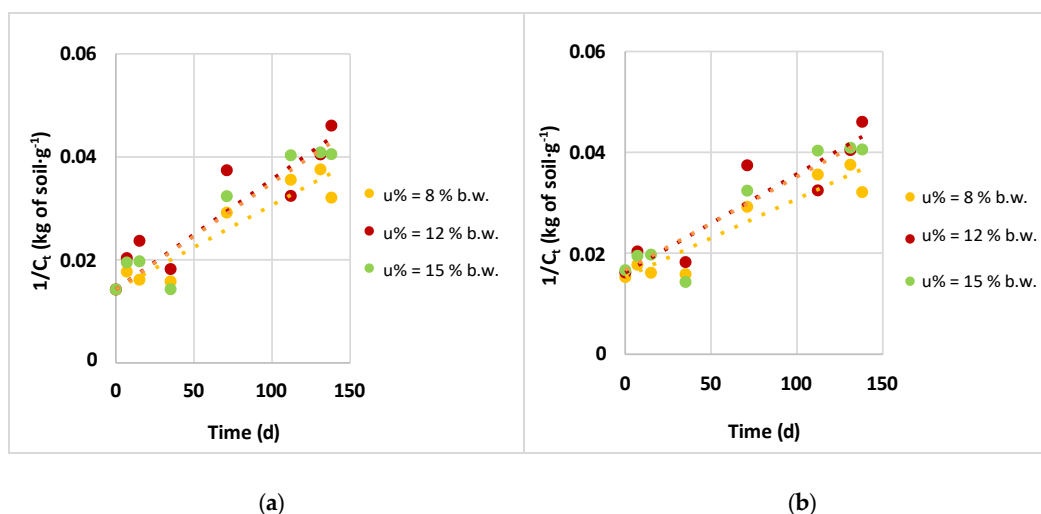 0.06
0.04
0.02
0
0
50
100
150
1/Cₜ (kg of soil·g⁻¹)
Time (d)
u% = 8 % b.w.
u% = 12 % b.w.
u% = 15 % b.w.
(a)
0.06
0.04
0.02
0
0
50
100
150
1/Cₜ (kg of soil·g⁻¹)
Time (d)
u% = 8 % b.w.
u% = 12 % b.w.
u% = 15 % b.w.
(b)